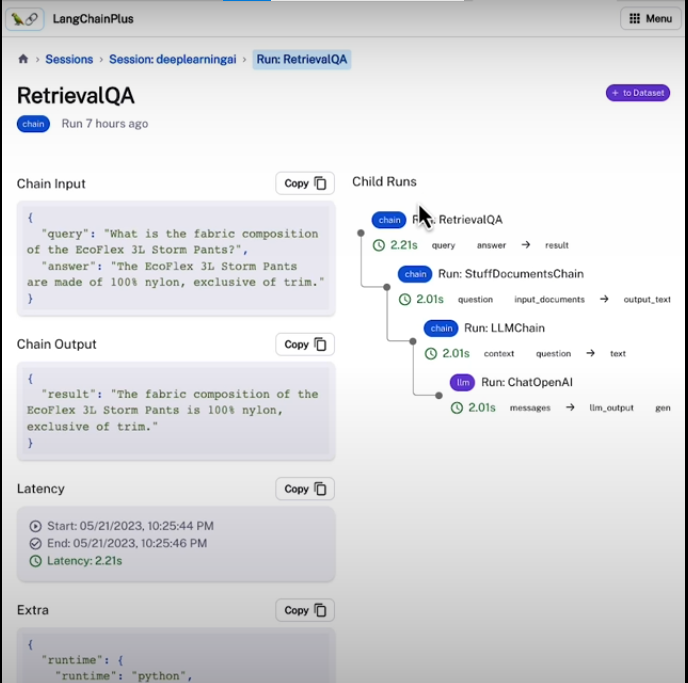 LangChainPlus
Menu
Sessions › Session: deeplearningai › Run: RetrievalQA
RetrievalQA
+ to Dataset
chain Run 7 hours ago
Chain Input
Copy
{
"query": "What is the fabric composition
of the EcoFlex 3L Storm Pants?",
"answer": "The EcoFlex 3L Storm Pants
are made of 100% nylon, exclusive of trim."
}
Chain Output
Copy
{
"result": "The fabric composition of the
EcoFlex 3L Storm Pants is 100% nylon,
exclusive of trim."
}
Latency
Copy
Start: 05/21/2023, 10:25:44 PM
End: 05/21/2023, 10:25:46 PM
Latency: 2.21s
Extra
Copy
{
"runtime": {
"runtime": "python",
Child Runs
chain RetrievalQA
2.21s query answer → result
chain Run: StuffDocumentsChain
2.01s question input_documents → output_text
chain Run: LLMChain
2.01s context question → text
llm Run: ChatOpenAI
2.01s messages → llm_output gen